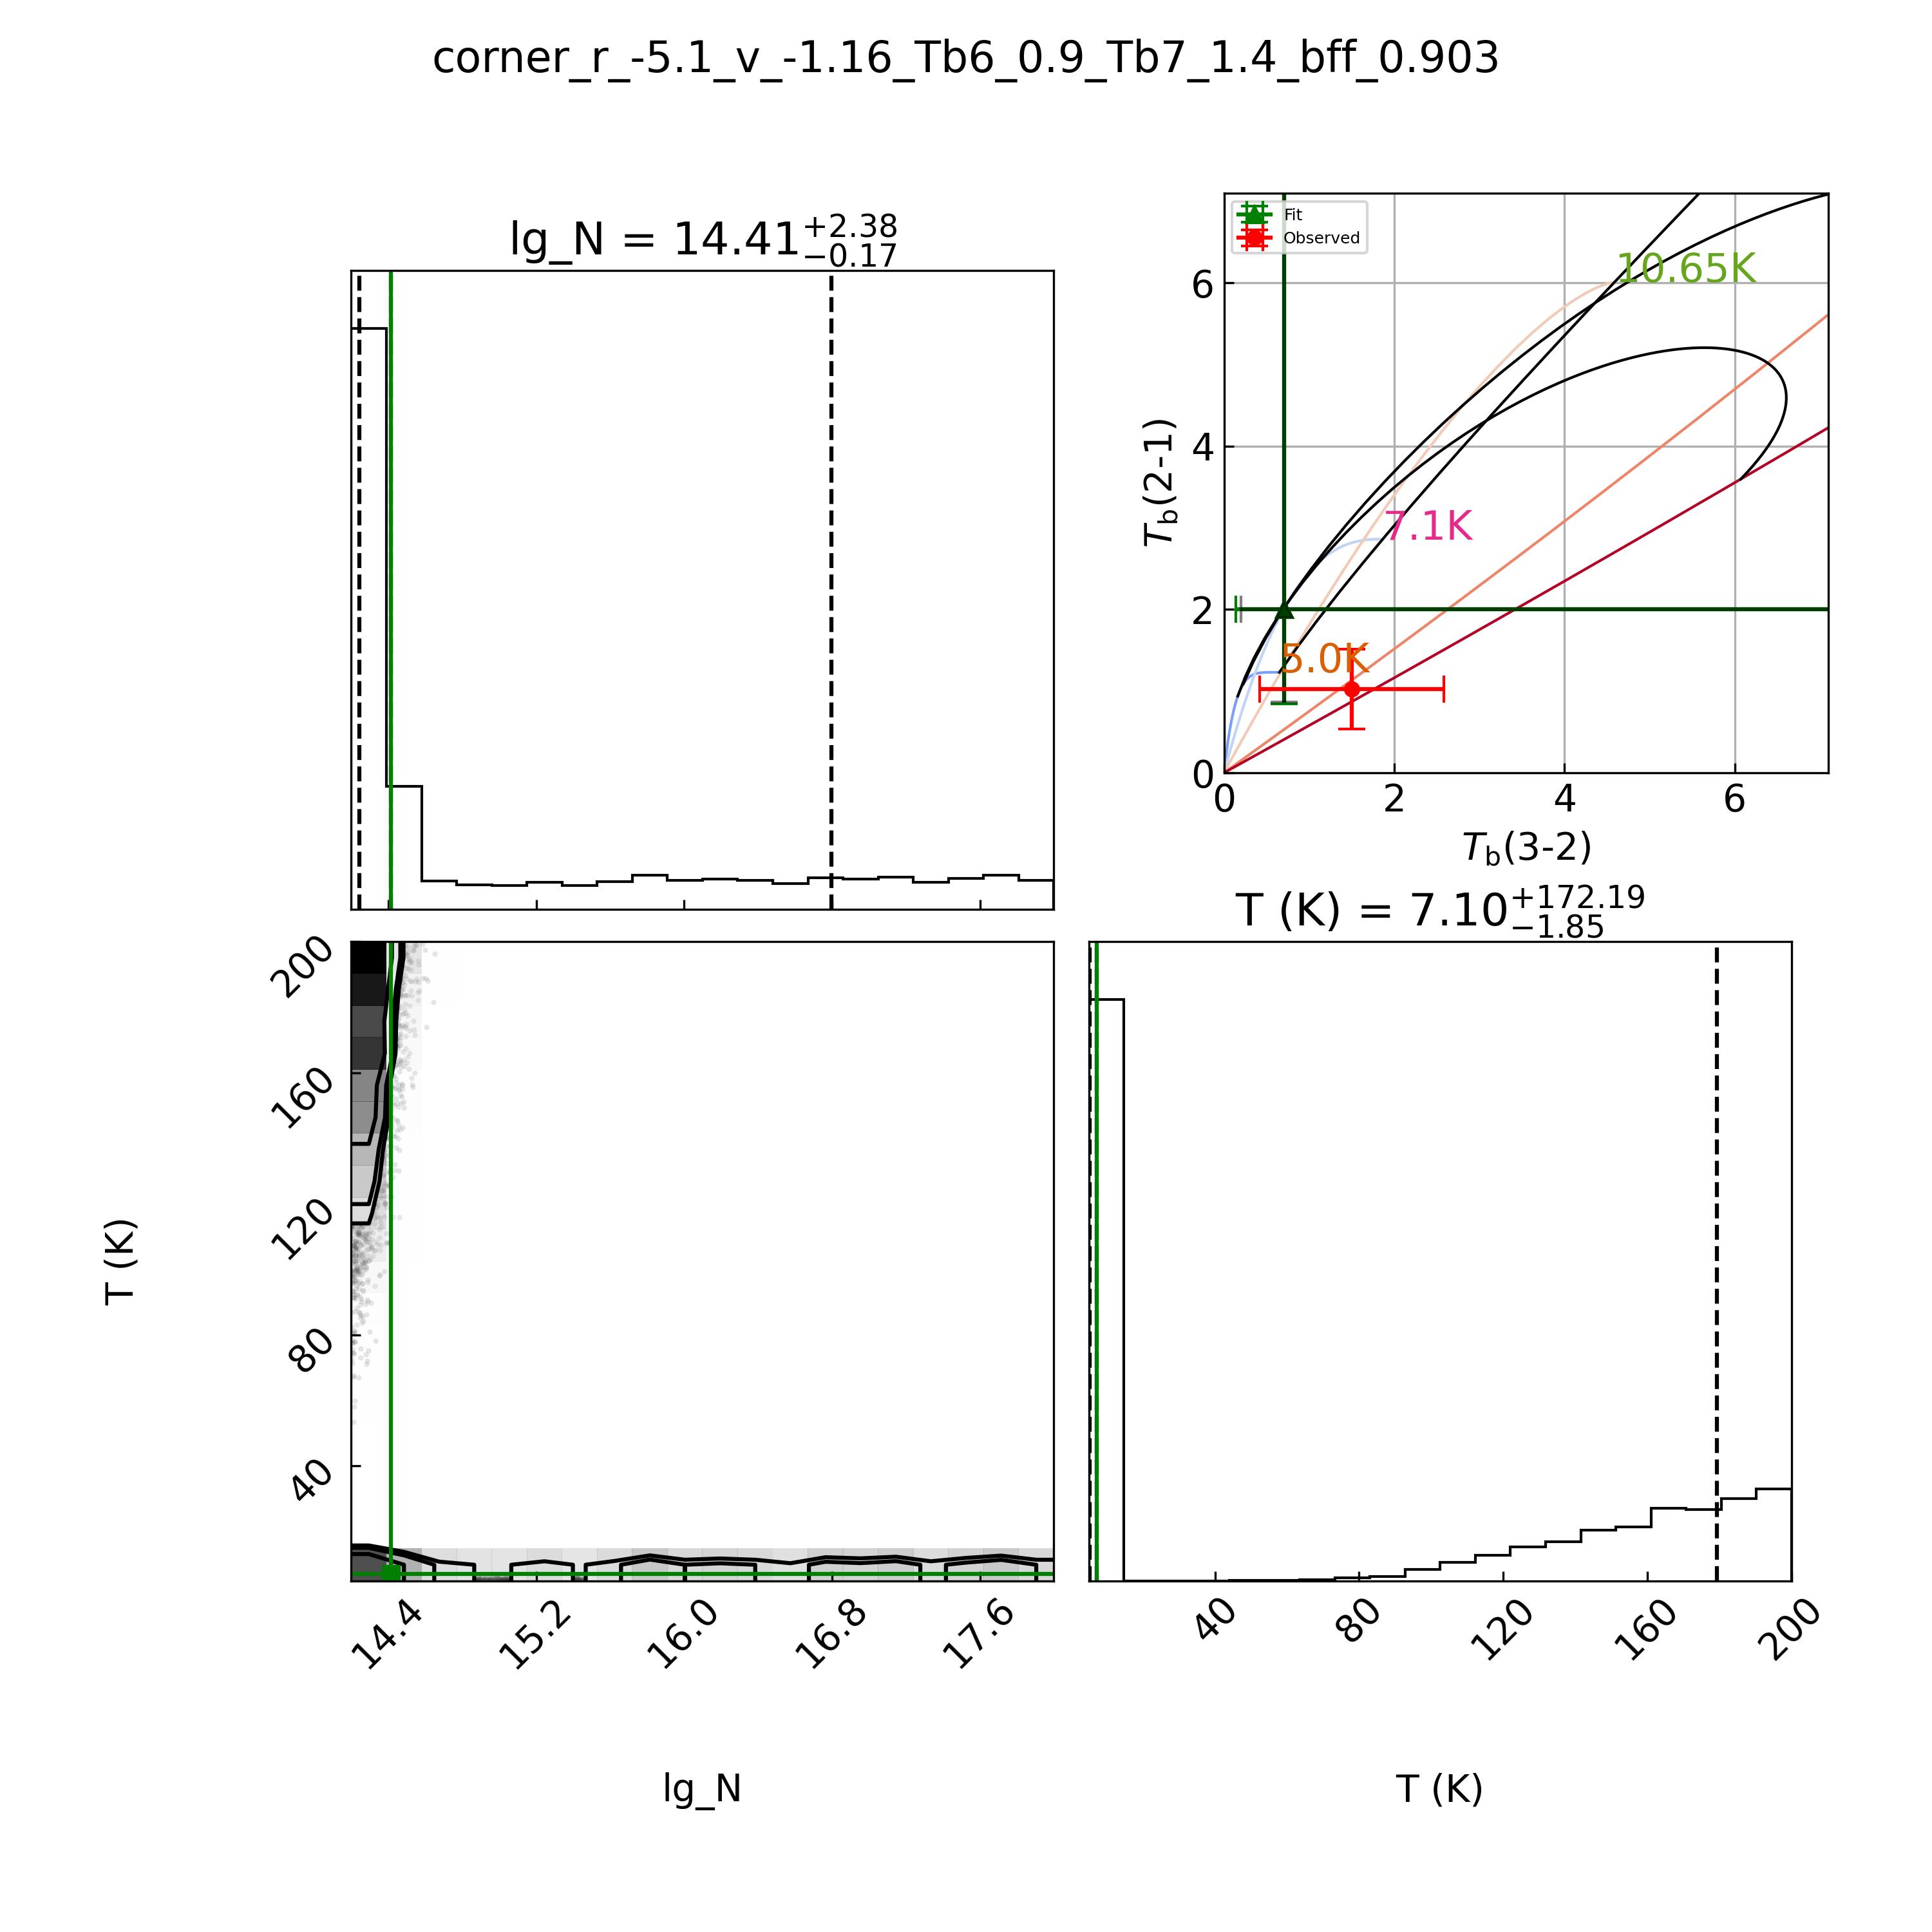 corner_r_-5.1_v_-1.16_Tb6_0.9_Tb7_1.4_bff_0.903
lg_N = 14.41+2.38−0.17
Fit
Observed
10.65K
7.1K
5.0K
6
4
2
0
Tb(2-1)
0 2 4 6
Tb(3-2)
T (K) = 7.10+172.19−1.85
200
160
120
80
40
T (K)
14.4 15.2 16.0 16.8 17.6
40 80 120 160 200
lg_N
T (K)